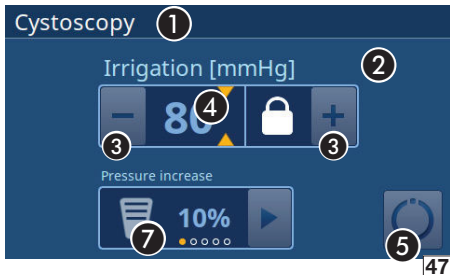 Cystoscopy 1
Irrigation [mmHg] 2
− 80 4 +
3 3
Pressure increase
7 10% 5
47